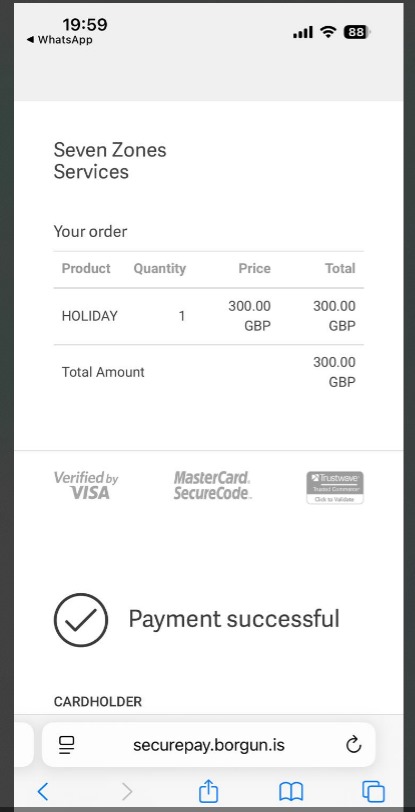 19:59
88
◄ WhatsApp
Seven Zones
Services
Your order
Product Quantity Price Total
HOLIDAY 1 300.00 GBP 300.00 GBP
Total Amount 300.00 GBP
Verified by VISA
MasterCard. SecureCode.
Trustwave
Trusted Commerce
Click to Validate
Payment successful
CARDHOLDER
securepay.borgun.is